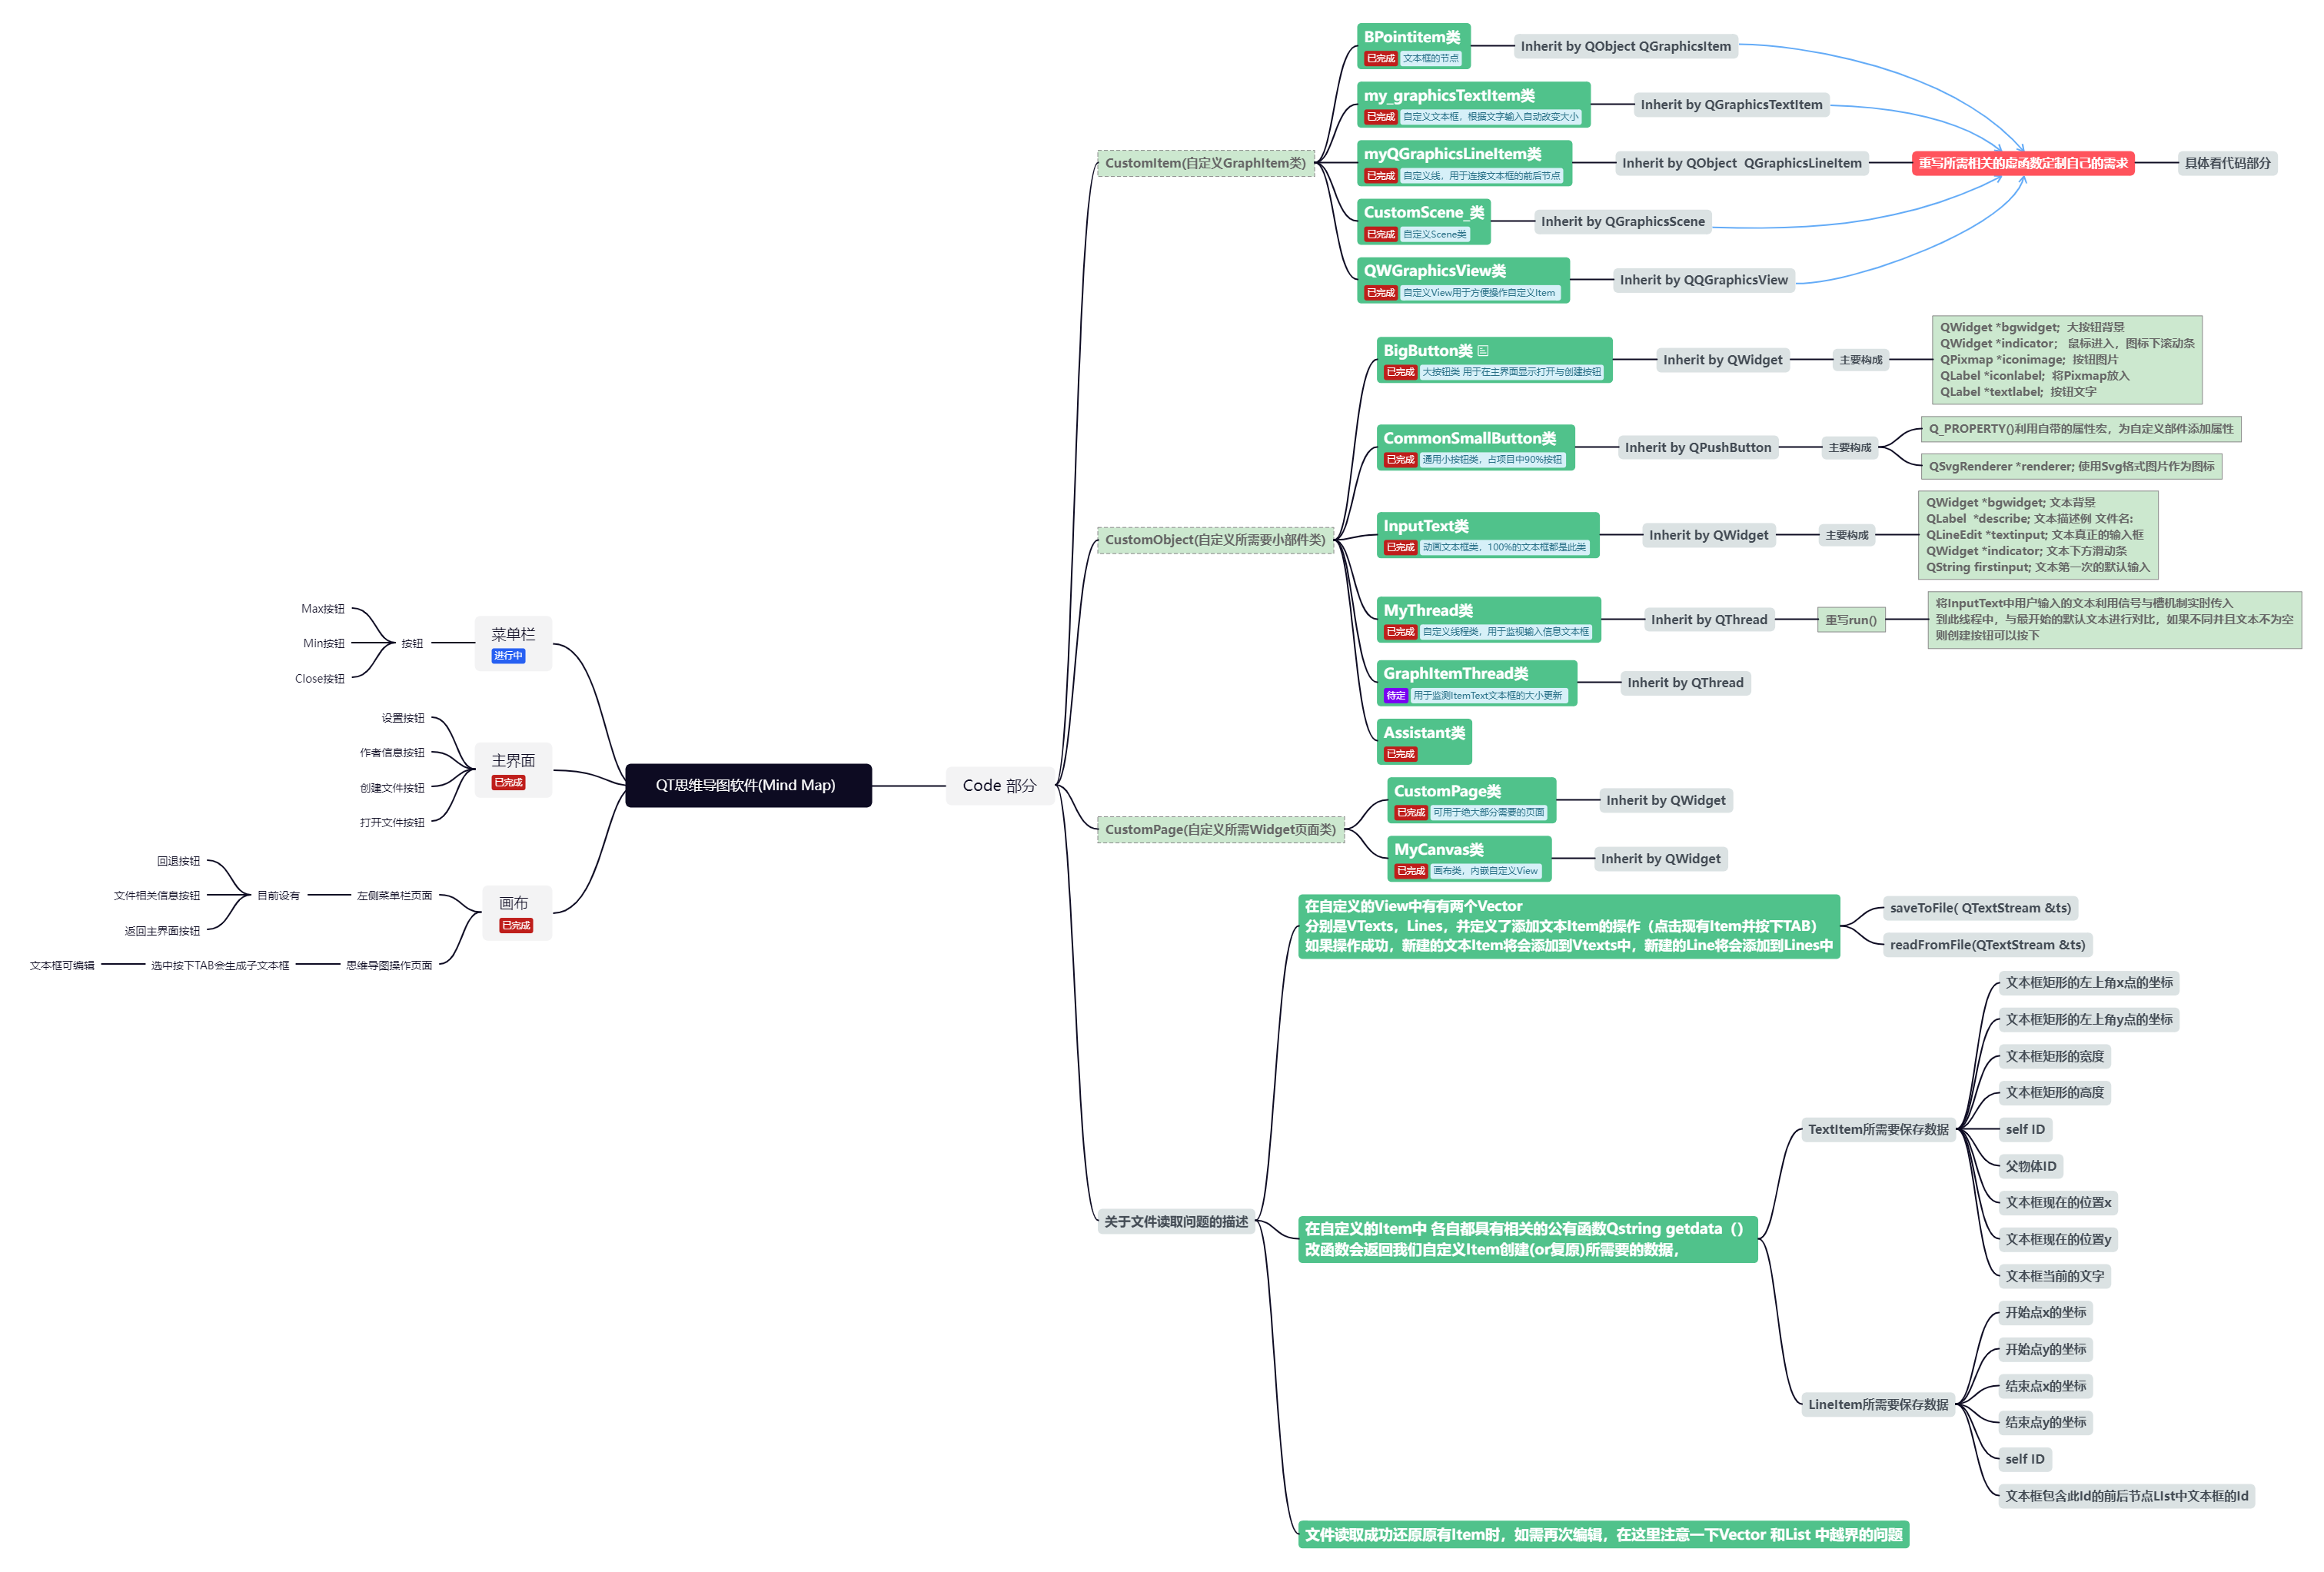 QT思维导图软件(Mind Map)
菜单栏
进行中
按钮
Max按钮
Min按钮
Close按钮
主界面
已完成
设置按钮
作者信息按钮
创建文件按钮
打开文件按钮
画布
已完成
左侧菜单栏页面
目前设有
回退按钮
文件相关信息按钮
返回主界面按钮
思维导图操作页面
选中按下TAB会生成子文本框
文本框可编辑
Code 部分
CustomItem(自定义GraphItem类)
BPointitem类
已完成 文本框的节点
Inherit by QObject QGraphicsItem
my_graphicsTextItem类
已完成 自定义文本框，根据文字输入自动改变大小
Inherit by QGraphicsTextItem
myQGraphicsLineItem类
已完成 自定义线，用于连接文本框的前后节点
Inherit by QObject  QGraphicsLineItem
CustomScene_类
已完成 自定义Scene类
Inherit by QGraphicsScene
QWGraphicsView类
已完成 自定义View用于方便操作自定义Item
Inherit by QQGraphicsView
重写所需相关的虚函数定制自己的需求
具体看代码部分
CustomObject(自定义所需要小部件类)
BigButton类
已完成 大按钮类 用于在主界面显示打开与创建按钮
Inherit by QWidget
主要构成
QWidget *bgwidget;  大按钮背景
QWidget *indicator;   鼠标进入，图标下滚动条
QPixmap *iconimage;  按钮图片
QLabel *iconlabel;  将Pixmap放入
QLabel *textlabel;  按钮文字
CommonSmallButton类
已完成 通用小按钮类，占项目中90%按钮
Inherit by QPushButton
主要构成
Q_PROPERTY()利用自带的属性宏，为自定义部件添加属性
QSvgRenderer *renderer; 使用Svg格式图片作为图标
InputText类
已完成 动画文本框类，100%的文本框都是此类
Inherit by QWidget
主要构成
QWidget *bgwidget; 文本背景
QLabel  *describe; 文本描述例 文件名:
QLineEdit *textinput; 文本真正的输入框
QWidget *indicator; 文本下方滑动条
QString firstinput; 文本第一次的默认输入
MyThread类
已完成 自定义线程类，用于监视输入信息文本框
Inherit by QThread
重写run()
将InputText中用户输入的文本利用信号与槽机制实时传入
到此线程中，与最开始的默认文本进行对比，如果不同并且文本不为空
则创建按钮可以按下
GraphItemThread类
待定 用于监测ItemText文本框的大小更新
Inherit by QThread
Assistant类
已完成
CustomPage(自定义所需Widget页面类)
CustomPage类
已完成 可用于绝大部分需要的页面
Inherit by QWidget
MyCanvas类
已完成 画布类，内嵌自定义View
Inherit by QWidget
关于文件读取问题的描述
在自定义的View中有有两个Vector
分别是VTexts，Lines，并定义了添加文本Item的操作（点击现有Item并按下TAB）
如果操作成功，新建的文本Item将会添加到Vtexts中，新建的Line将会添加到Lines中
saveToFile( QTextStream &ts)
readFromFile(QTextStream &ts)
在自定义的Item中 各自都具有相关的公有函数Qstring getdata（）
改函数会返回我们自定义Item创建(or复原)所需要的数据，
TextItem所需要保存数据
文本框矩形的左上角x点的坐标
文本框矩形的左上角y点的坐标
文本框矩形的宽度
文本框矩形的高度
self ID
父物体ID
文本框现在的位置x
文本框现在的位置y
文本框当前的文字
LineItem所需要保存数据
开始点x的坐标
开始点y的坐标
结束点x的坐标
结束点y的坐标
self ID
文本框包含此Id的前后节点LIst中文本框的Id
文件读取成功还原原有Item时，如需再次编辑，在这里注意一下Vector 和List 中越界的问题